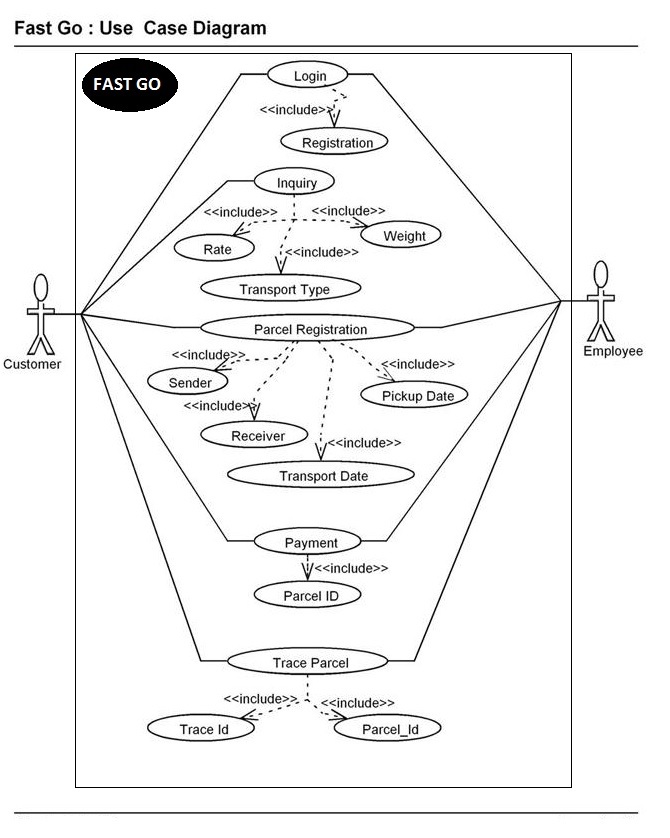 Fast Go : Use Case Diagram
FAST GO
Login
<<include>>
Registration
Inquiry
<<include>>
<<include>>
Rate
Weight
<<include>>
Transport Type
Customer
Employee
Parcel Registration
<<include>>
Sender
<<include>>
Pickup Date
<<include>>
Receiver
<<include>>
Transport Date
Payment
<<include>>
Parcel ID
Trace Parcel
<<include>>
<<include>>
Trace Id
Parcel_Id